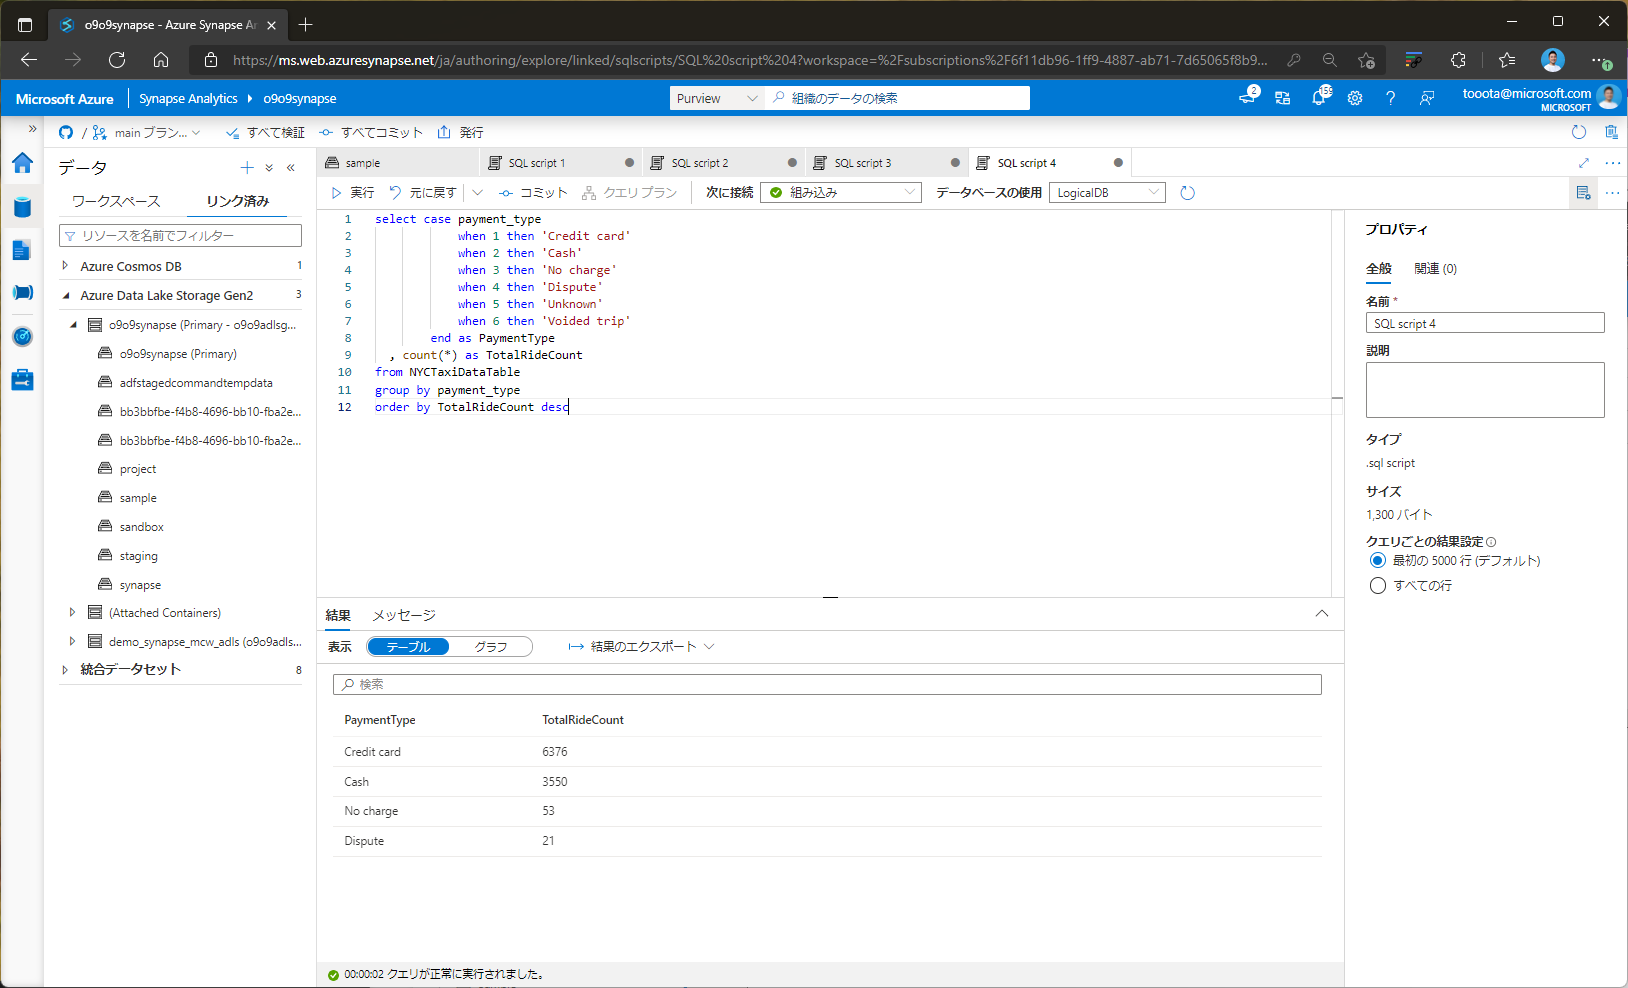 o9o9synapse - Azure Synapse An
https://ms.web.azuresynapse.net/ja/authoring/explore/linked/sqlscripts/SQL%20script%204?workspace=%2Fsubscriptions%2F6f11db96-1ff9-4887-ab71-7d65065f8b9...
Microsoft Azure
Synapse Analytics
o9o9synapse
Purview
組織のデータの検索
2
159
tooota@microsoft.com
MICROSOFT
/ main ブラン...
すべて検証
すべてコミット
発行
データ
ワークスペース
リンク済み
リソースを名前でフィルター
Azure Cosmos DB 1
Azure Data Lake Storage Gen2 3
o9o9synapse (Primary - o9o9adlsg...
o9o9synapse (Primary)
adfstagedcommandtempdata
bb3bbfbe-f4b8-4696-bb10-fba2e...
bb3bbfbe-f4b8-4696-bb10-fba2e...
project
sample
sandbox
staging
synapse
(Attached Containers)
demo_synapse_mcw_adls (o9o9adls...
統合データセット 8
sample
SQL script 1
SQL script 2
SQL script 3
SQL script 4
実行
元に戻す
コミット
クエリ プラン
次に接続
組み込み
データベースの使用
LogicalDB
1 select case payment_type
2 when 1 then 'Credit card'
3 when 2 then 'Cash'
4 when 3 then 'No charge'
5 when 4 then 'Dispute'
6 when 5 then 'Unknown'
7 when 6 then 'Voided trip'
8 end as PaymentType
9 , count(*) as TotalRideCount
10 from NYCTaxiDataTable
11 group by payment_type
12 order by TotalRideCount desc
結果
メッセージ
表示
テーブル
グラフ
結果のエクスポート
検索
PaymentType TotalRideCount
Credit card 6376
Cash 3550
No charge 53
Dispute 21
00:00:02 クエリが正常に実行されました。
プロパティ
全般
関連 (0)
名前 *
SQL script 4
説明
タイプ
.sql script
サイズ
1,300 バイト
クエリごとの結果設定
最初の 5000 行 (デフォルト)
すべての行